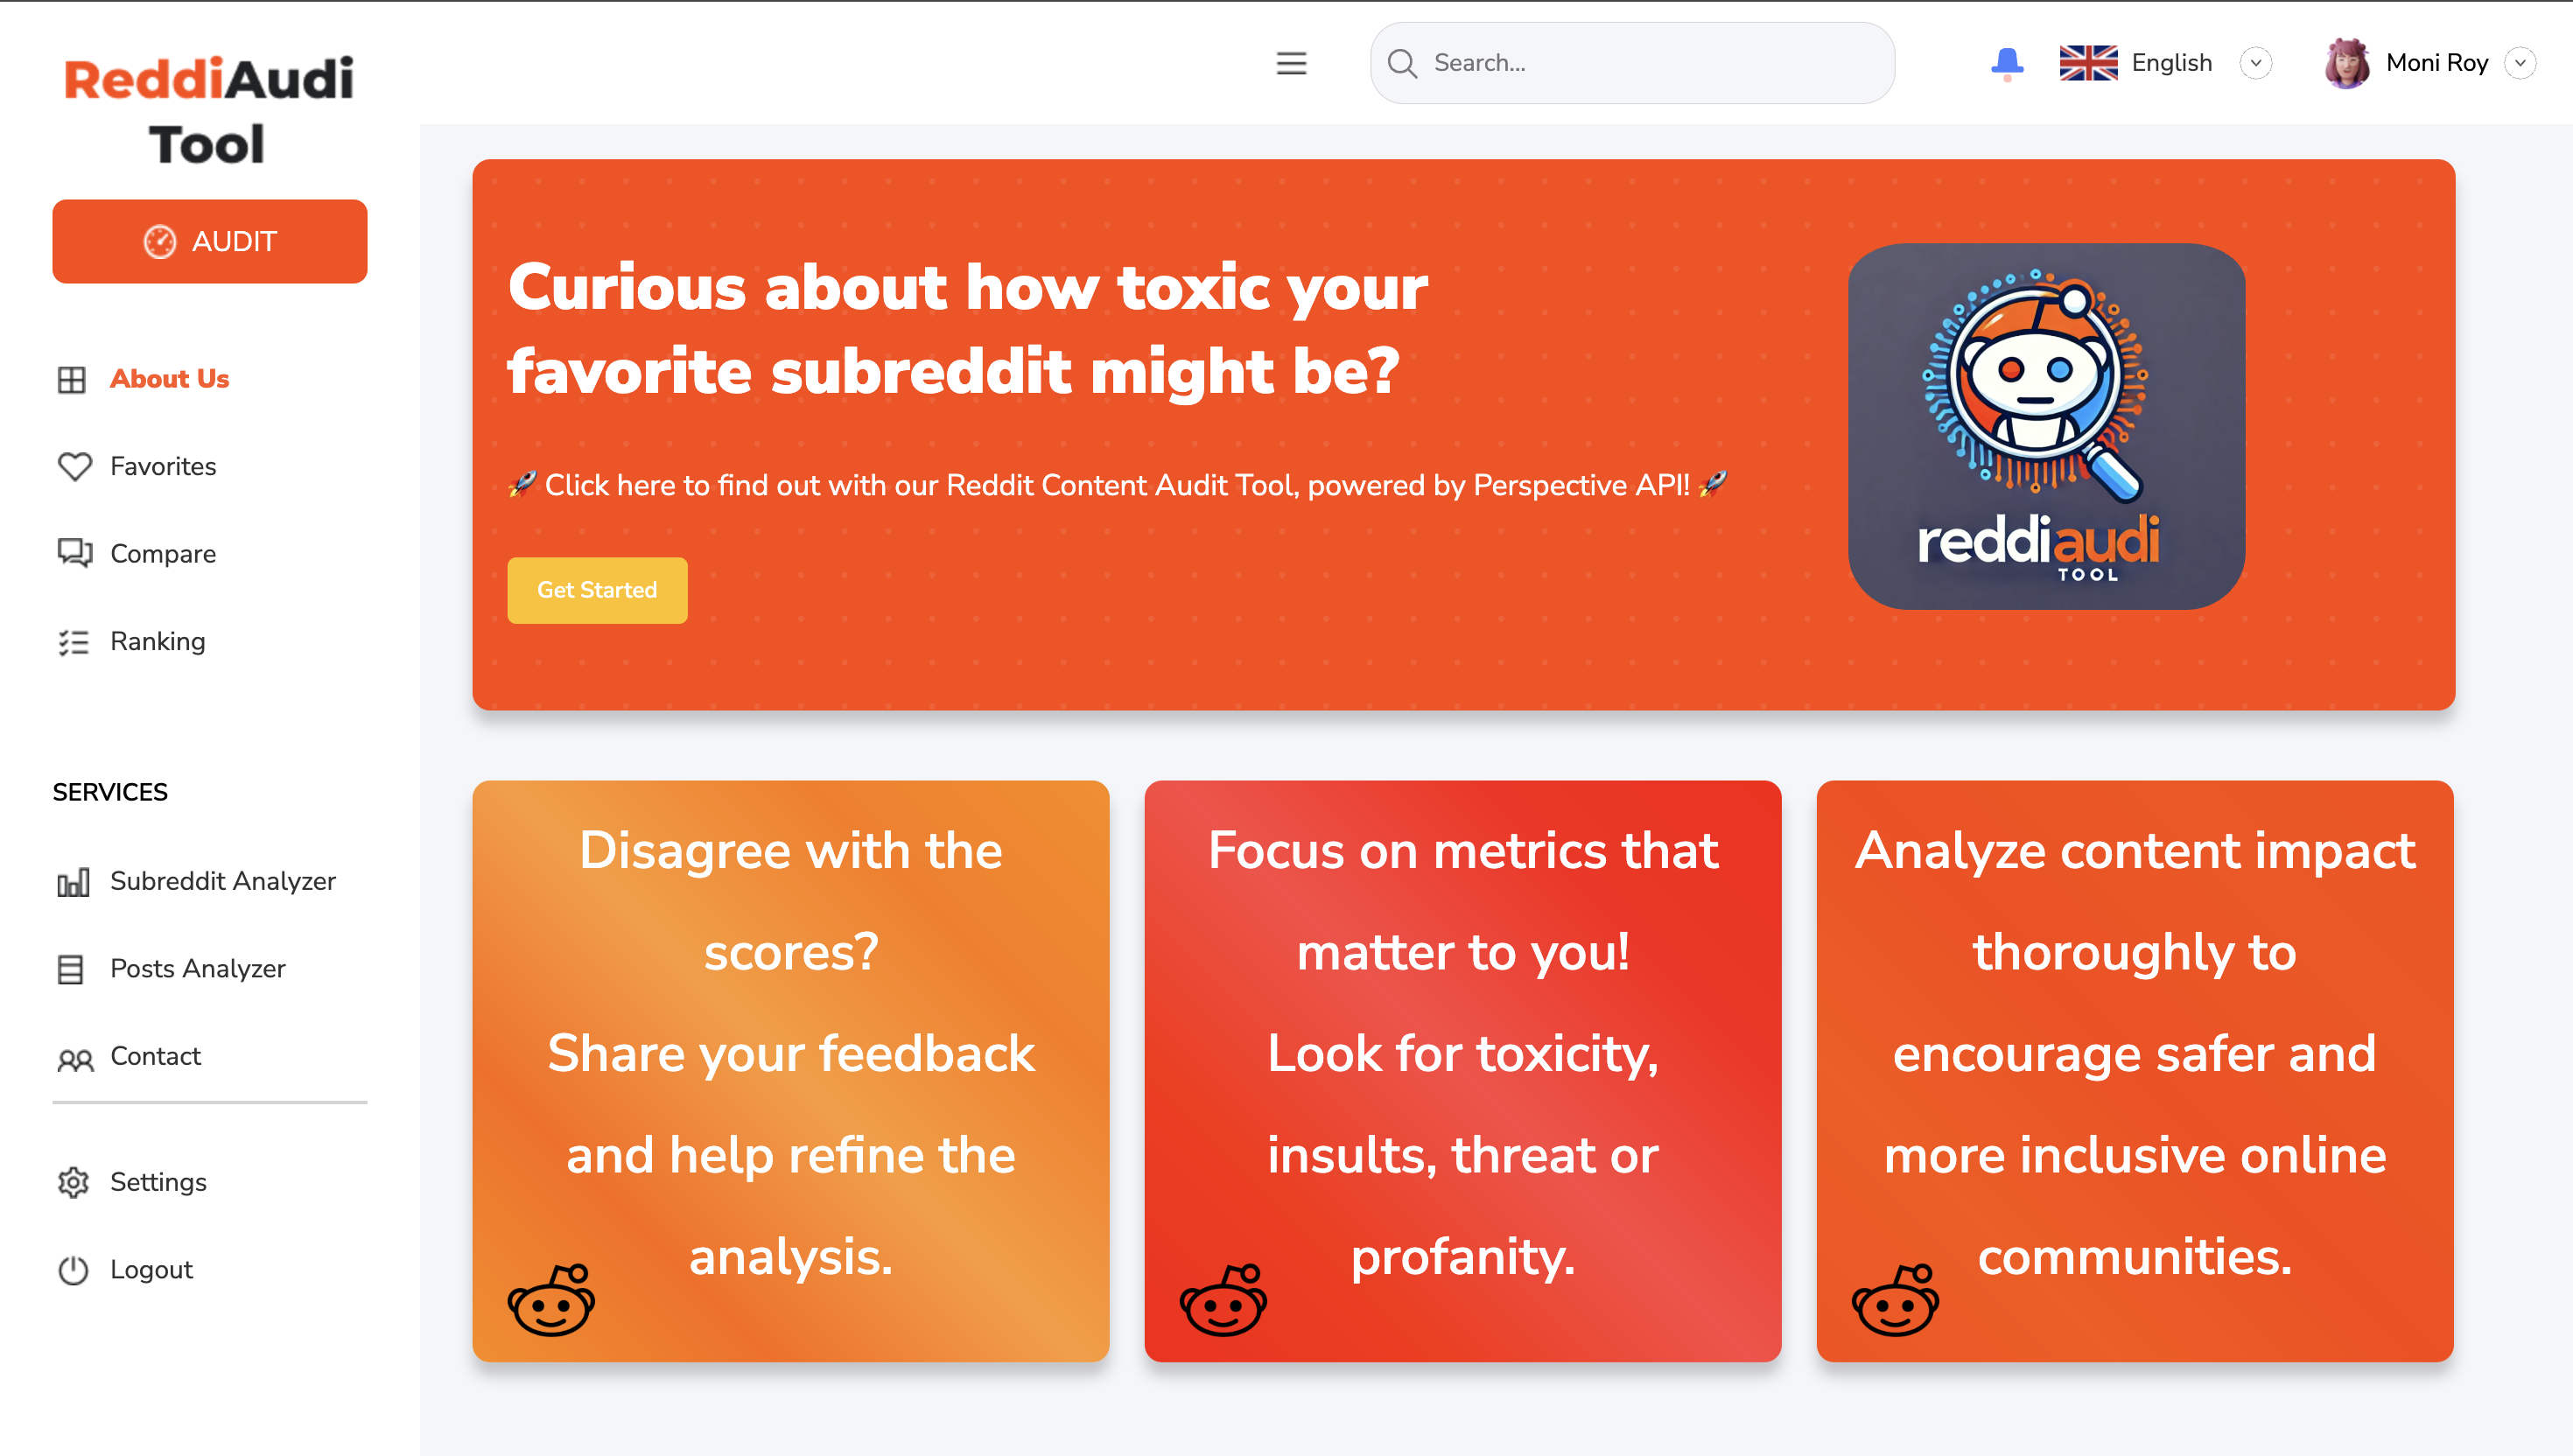 ReddiAudi
Tool
AUDIT
About Us
Favorites
Compare
Ranking
SERVICES
Subreddit Analyzer
Posts Analyzer
Contact
Settings
Logout
Search...
English
Moni Roy
Curious about how toxic your
favorite subreddit might be?
🚀 Click here to find out with our Reddit Content Audit Tool, powered by Perspective API! 🚀
Get Started
reddiaudi
TOOL
Disagree with the
scores?
Share your feedback
and help refine the
analysis.
Focus on metrics that
matter to you!
Look for toxicity,
insults, threat or
profanity.
Analyze content impact
thoroughly to
encourage safer and
more inclusive online
communities.